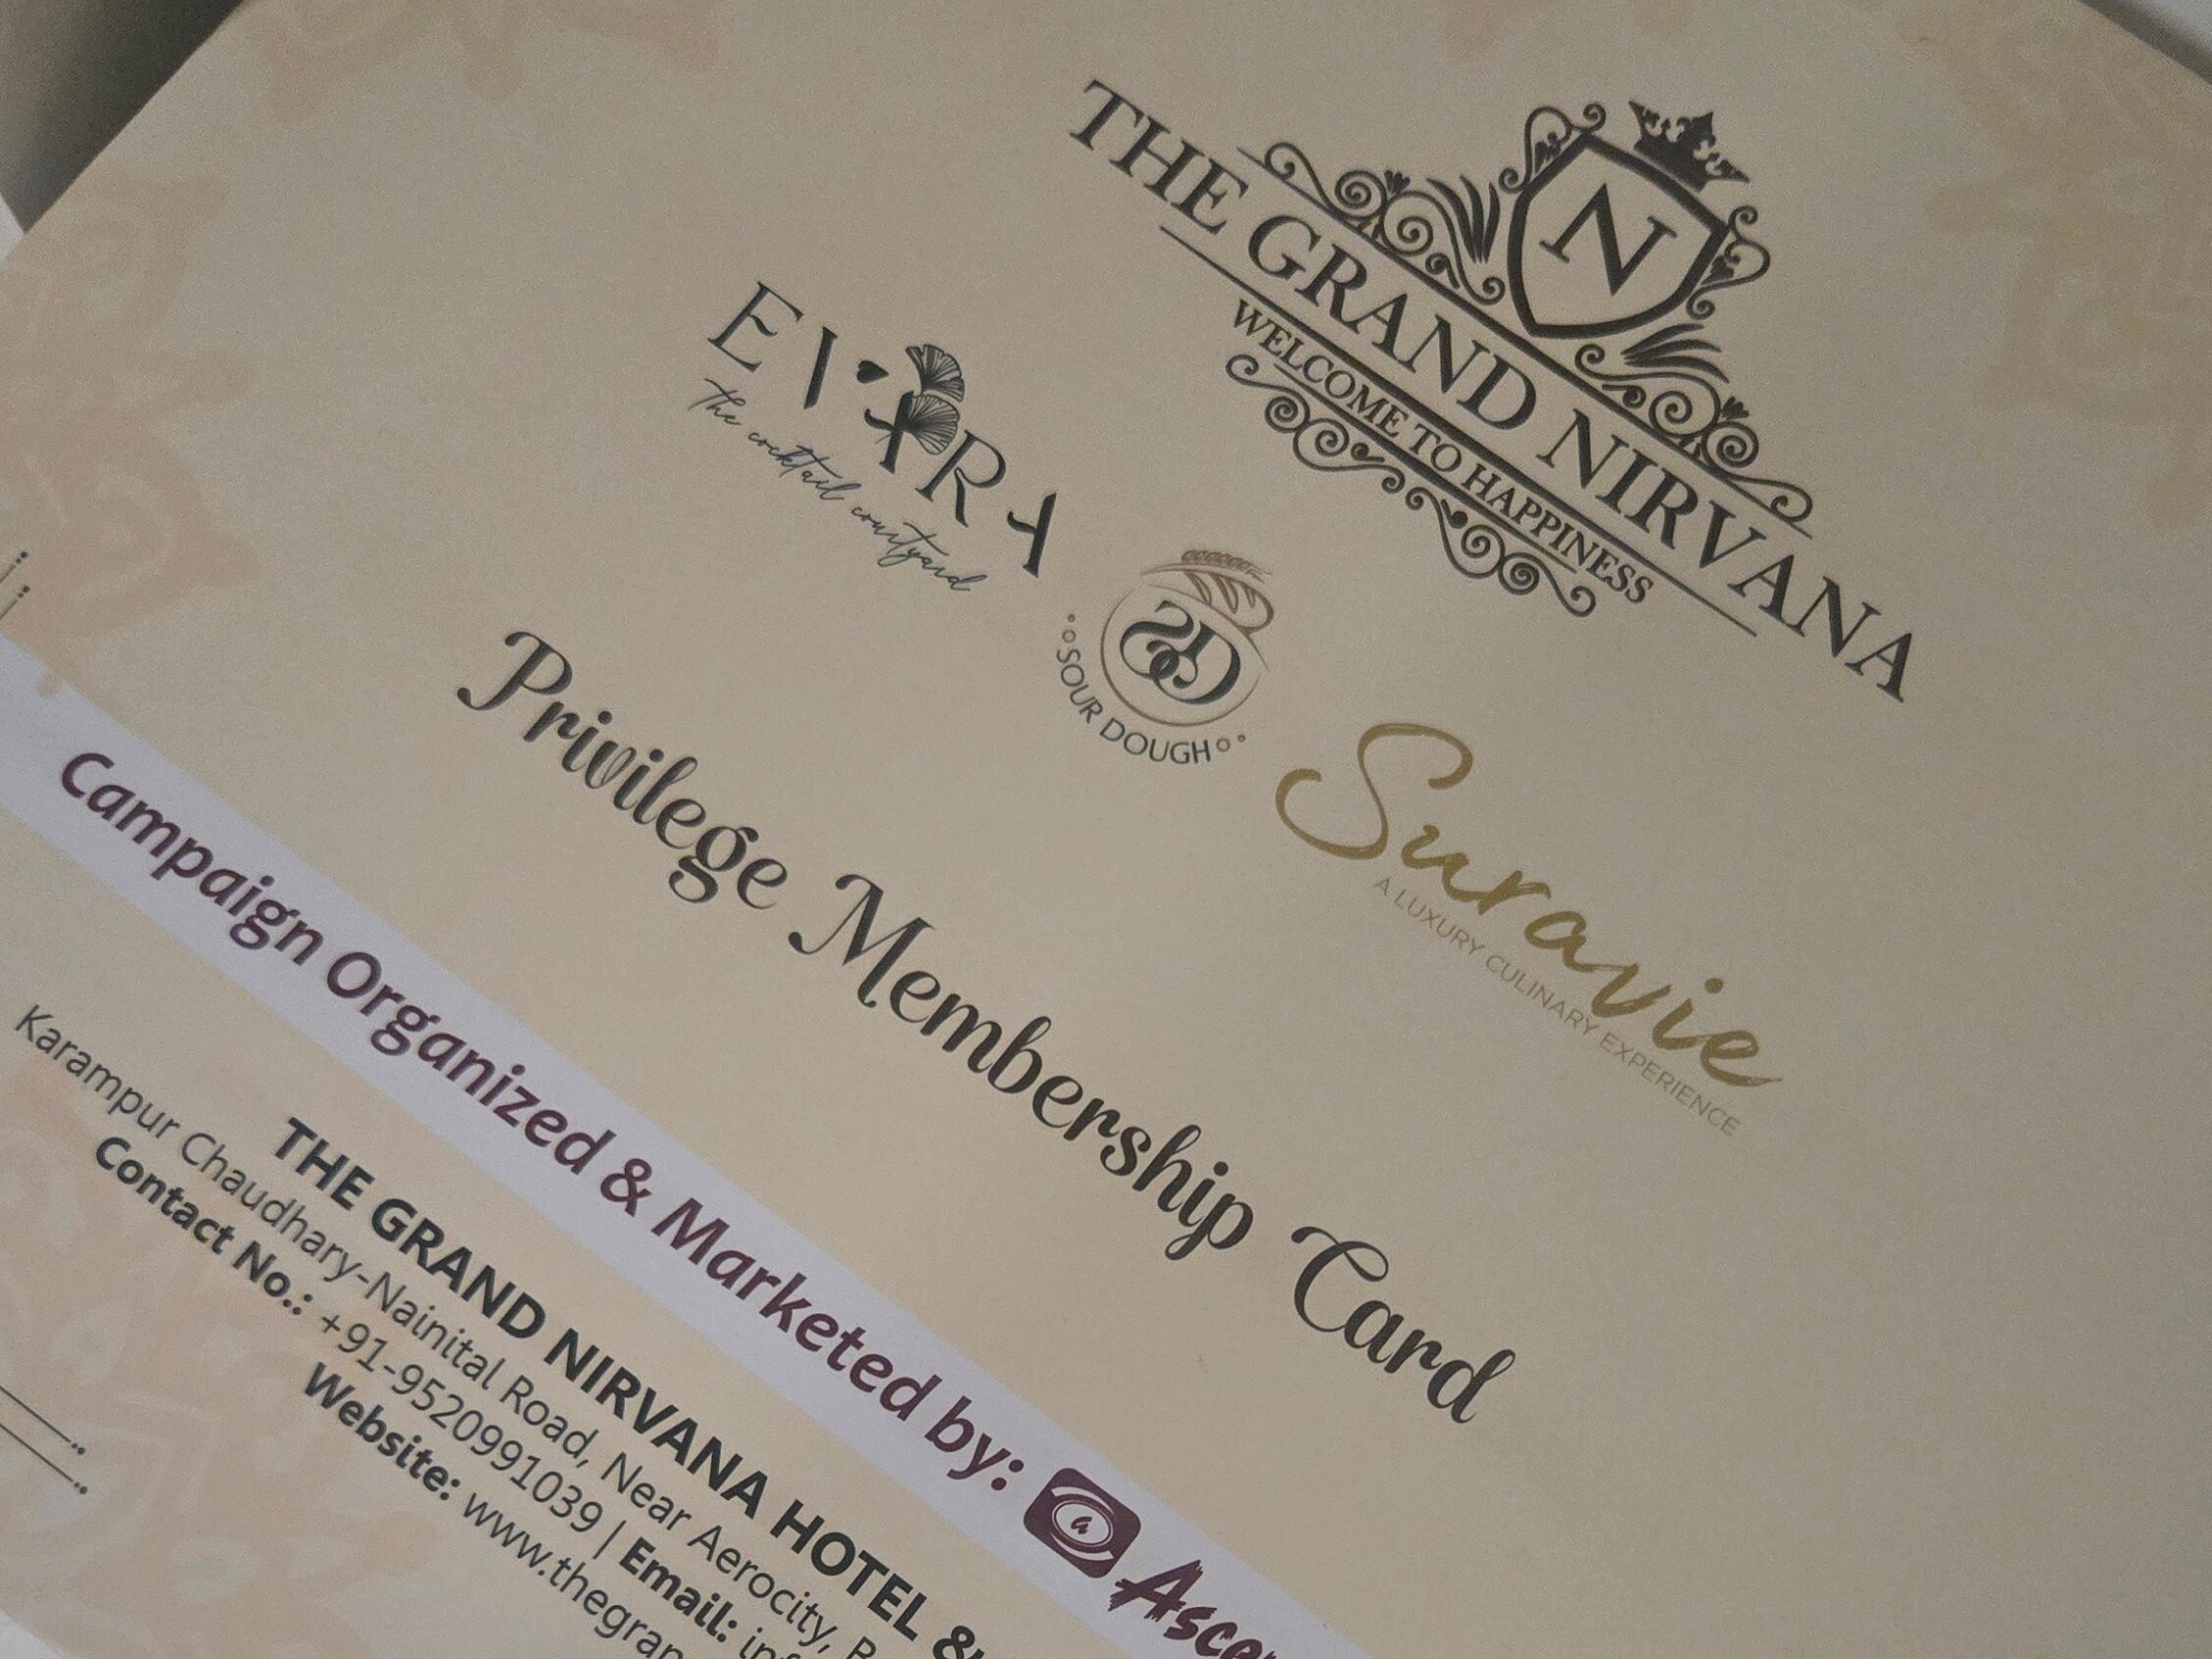 N
THE GRAND NIRVANA
WELCOME TO HAPPINESS
EVARA
The cocktail courtyard
SD
SOUR DOUGH
Suravie
A LUXURY CULINARY EXPERIENCE
Privilege Membership Card
Campaign Organized & Marketed by: a
THE GRAND NIRVANA HOTEL &
Karampur Chaudhary-Nainital Road, Near Aerocity,
Contact No.: +91-9520991039 | Email:
Website: